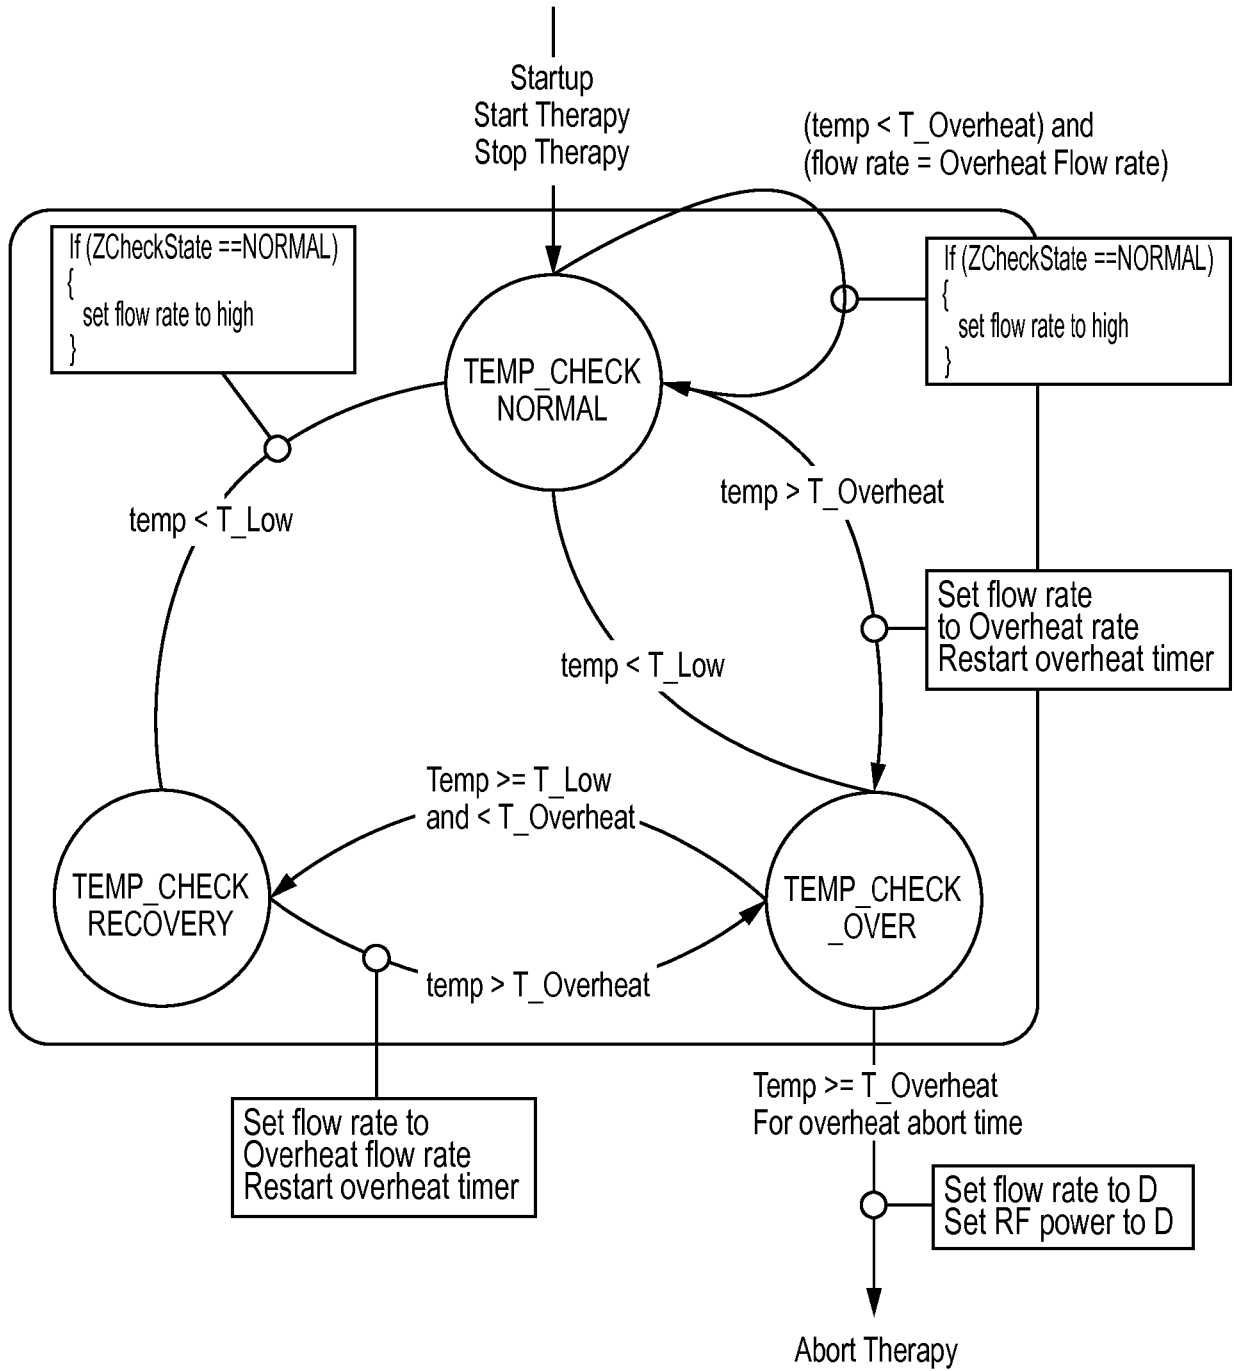 Startup
Start Therapy
Stop Therapy
(temp < T_Overheat) and
(flow rate = Overheat Flow rate)
If (ZCheckState ==NORMAL)
{
set flow rate to high
}
If (ZCheckState ==NORMAL)
{
set flow rate to high
}
TEMP_CHECK
NORMAL
temp > T_Overheat
temp < T_Low
Set flow rate
to Overheat rate
Restart overheat timer
temp < T_Low
Temp >= T_Low
and < T_Overheat
TEMP_CHECK
RECOVERY
TEMP_CHECK
_OVER
temp > T_Overheat
Temp >= T_Overheat
For overheat abort time
Set flow rate to
Overheat flow rate
Restart overheat timer
Set flow rate to D
Set RF power to D
Abort Therapy